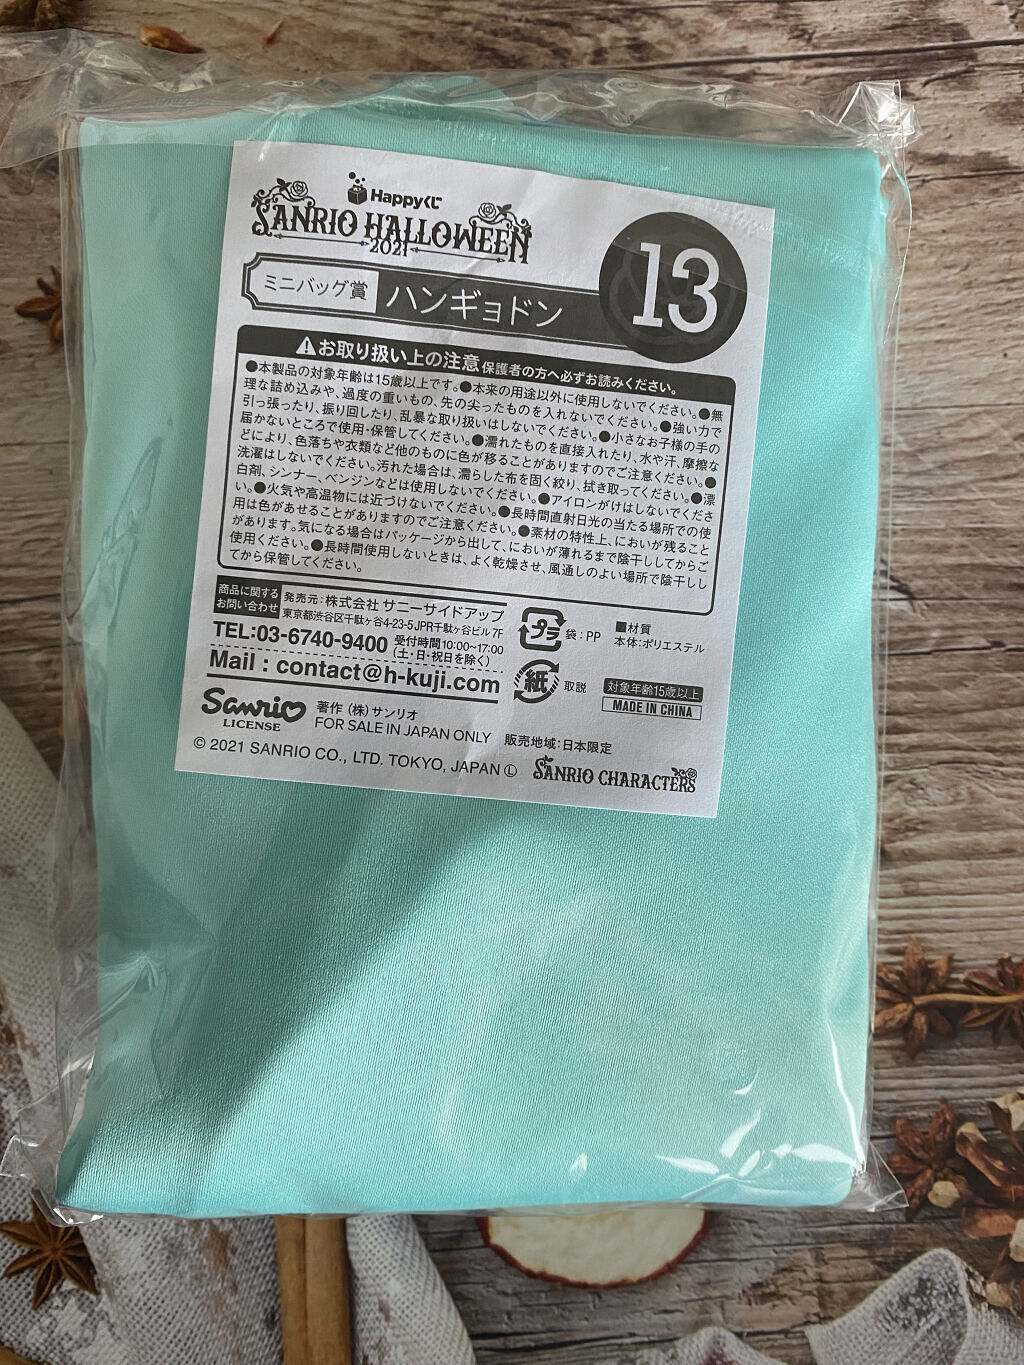 Happyくじ
SANRIO HALLOWEEN
2021
ミニバッグ賞 ハンギョドン
13
お取り扱い上の注意 保護者の方へ必ずお読みください。
●本製品の対象年齢は15歳以上です。●本来の用途以外に使用しないでください。●無
理な詰め込みや、過度の重いもの、先の尖ったものを入れないでください。●強い力で
引っ張ったり、振り回したり、乱暴な取り扱いはしないでください。●小さなお子様の手の
届かないところで使用・保管してください。●濡れたものを直接入れたり、水や汗、摩擦な
どにより、色落ちや衣類など他のものに色が移ることがありますのでご注意ください。●
洗濯はしないでください。汚れた場合は、濡らした布を固く絞り、拭き取ってください。●漂
白剤、シンナー、ベンジンなどは使用しないでください。●アイロンがけはしないでくださ
い。●火気や高温物には近づけないでください。●長時間直射日光の当たる場所での使
用は色があせることがありますのでご注意ください。●素材の特性上、においが残ること
があります。気になる場合はパッケージから出して、においが薄れるまで陰干ししてからご
使用ください。●長時間使用しないときは、よく乾燥させ、風通しのよい場所で陰干しし
てから保管してください。
商品に関する
お問い合わせ
発売元:株式会社 サニーサイドアップ
東京都渋谷区千駄ヶ谷4-23-5 JPR千駄ヶ谷ビル 7F
TEL:03-6740-9400 受付時間10:00~17:00
(土・日・祝日を除く)
Mail : contact@h-kuji.com
プラ 袋:PP
■材質
本体:ポリエステル
紙 取説
対象年齢15歳以上
MADE IN CHINA
Sanrio
LICENSE
著作 (株)サンリオ
FOR SALE IN JAPAN ONLY 販売地域:日本限定
© 2021 SANRIO CO., LTD. TOKYO, JAPAN Ⓛ
SANRIO CHARACTERS